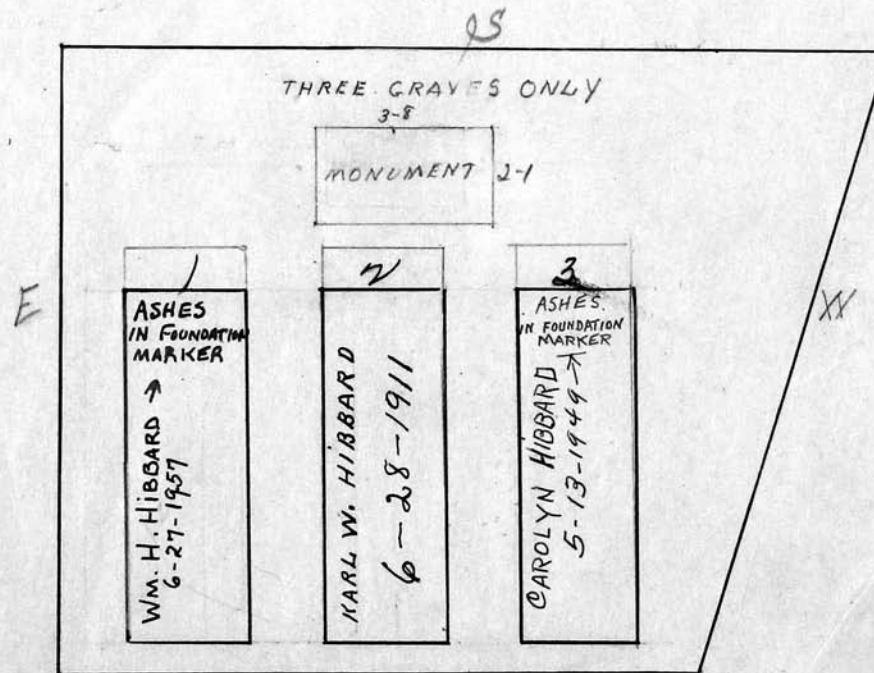 S
THREE GRAVES ONLY
3-8
MONUMENT 2-1
E
W
1
ASHES
IN FOUNDATION
MARKER →
WM. H. HIBBARD
6-27-1957
2
KARL W. HIBBARD
6-28-1911
3
ASHES
IN FOUNDATION
MARKER
CAROLYN HIBBARD
5-13-1949 →